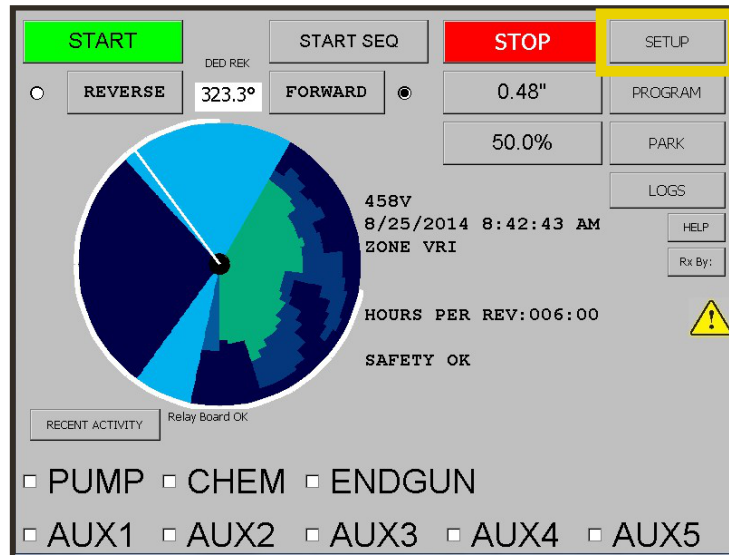 START
START SEQ
STOP
SETUP
DED REK
REVERSE
323.3°
FORWARD
0.48"
PROGRAM
50.0%
PARK
LOGS
458V
8/25/2014 8:42:43 AM
HELP
ZONE VRI
Rx By:
HOURS PER REV:006:00
SAFETY OK
RECENT ACTIVITY
Relay Board OK
PUMP CHEM ENDGUN
AUX1 AUX2 AUX3 AUX4 AUX5